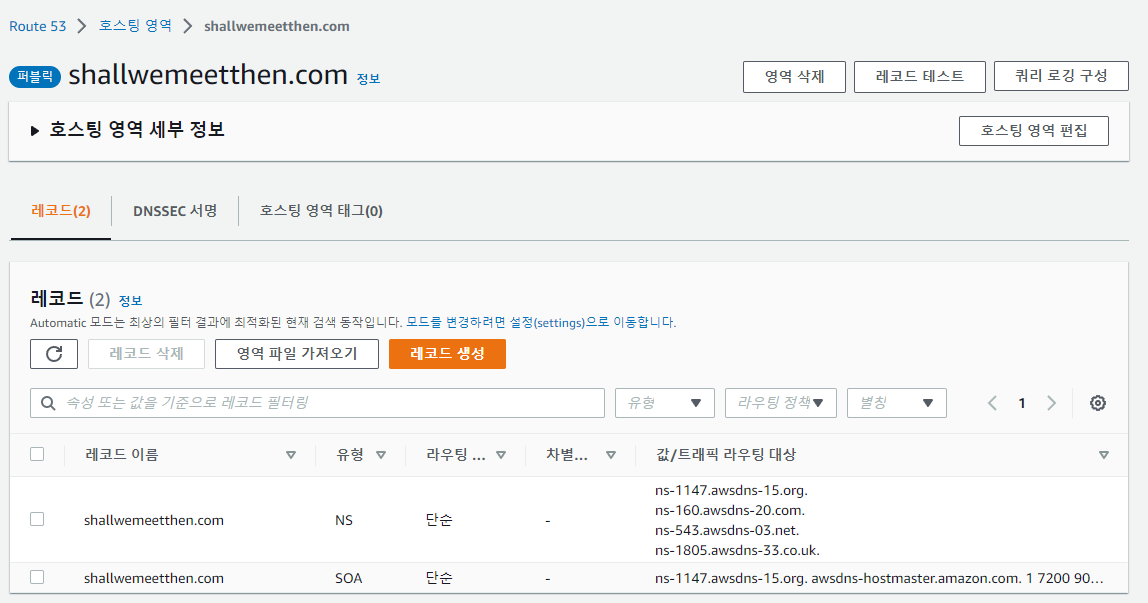 Route 53 > 호스팅 영역 > shallwemeetthen.com
퍼블릭 shallwemeetthen.com 정보
영역 삭제 레코드 테스트 쿼리 로깅 구성
▶ 호스팅 영역 세부 정보
호스팅 영역 편집
레코드(2) DNSSEC 서명 호스팅 영역 태그(0)
레코드 (2) 정보
Automatic 모드는 최상의 필터 결과에 최적화된 현재 검색 동작입니다. 모드를 변경하려면 설정(settings)으로 이동합니다.
레코드 삭제 영역 파일 가져오기 레코드 생성
속성 또는 값을 기준으로 레코드 필터링 유형 라우팅 정책 별칭 1
레코드 이름 유형 라우팅 ... 차별... 값/트래픽 라우팅 대상
ns-1147.awsdns-15.org.
ns-160.awsdns-20.com.
shallwemeetthen.com NS 단순 -
ns-543.awsdns-03.net.
ns-1805.awsdns-33.co.uk.
shallwemeetthen.com SOA 단순 - ns-1147.awsdns-15.org. awsdns-hostmaster.amazon.com. 1 7200 90...